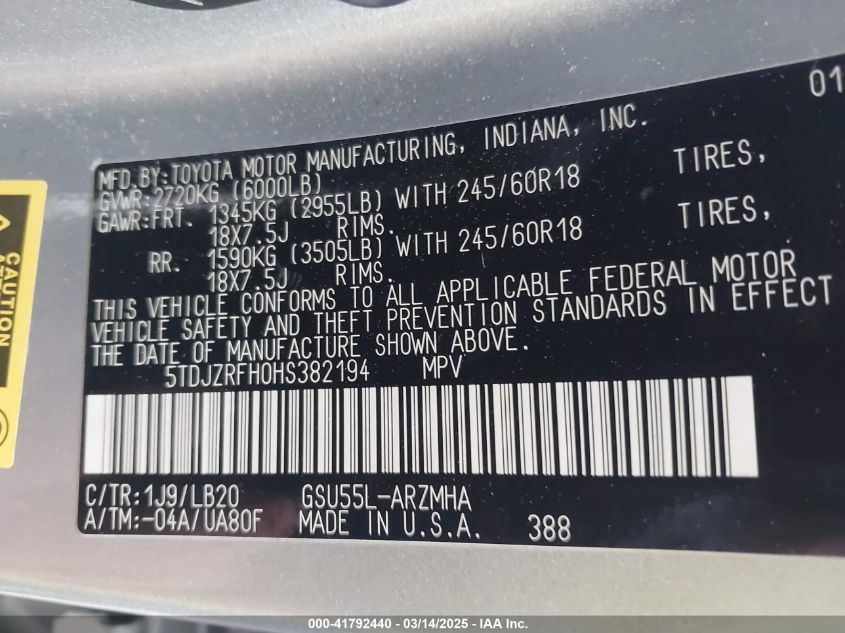 01
MFD.BY:TOYOTA MOTOR MANUFACTURING, INDIANA, INC.
GVWR:2720KG (6000LB)
GAWR:FRT. 1345KG (2955LB) WITH 245/60R18 TIRES,
18X7.5J RIMS.
RR. 1590KG (3505LB) WITH 245/60R18 TIRES,
18X7.5J RIMS.
THIS VEHICLE CONFORMS TO ALL APPLICABLE FEDERAL MOTOR
VEHICLE SAFETY AND THEFT PREVENTION STANDARDS IN EFFECT
THE DATE OF MANUFACTURE SHOWN ABOVE.
5TDJZRFH0HS382194 MPV
C/TR:1J9/LB20 GSU55L-ARZMHA
A/TM:-04A/UA80F MADE IN U.S.A. 388
CAUTION
000-41792440 - 03/14/2025 - IAA Inc.